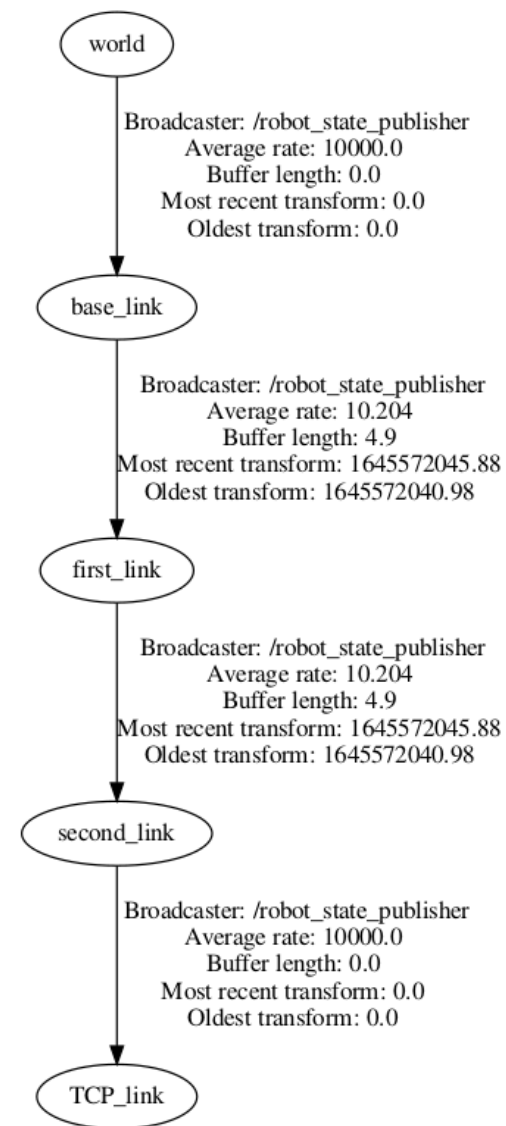 world
Broadcaster: /robot_state_publisher
Average rate: 10000.0
Buffer length: 0.0
Most recent transform: 0.0
Oldest transform: 0.0
base_link
Broadcaster: /robot_state_publisher
Average rate: 10.204
Buffer length: 4.9
Most recent transform: 1645572045.88
Oldest transform: 1645572040.98
first_link
Broadcaster: /robot_state_publisher
Average rate: 10.204
Buffer length: 4.9
Most recent transform: 1645572045.88
Oldest transform: 1645572040.98
second_link
Broadcaster: /robot_state_publisher
Average rate: 10000.0
Buffer length: 0.0
Most recent transform: 0.0
Oldest transform: 0.0
TCP_link